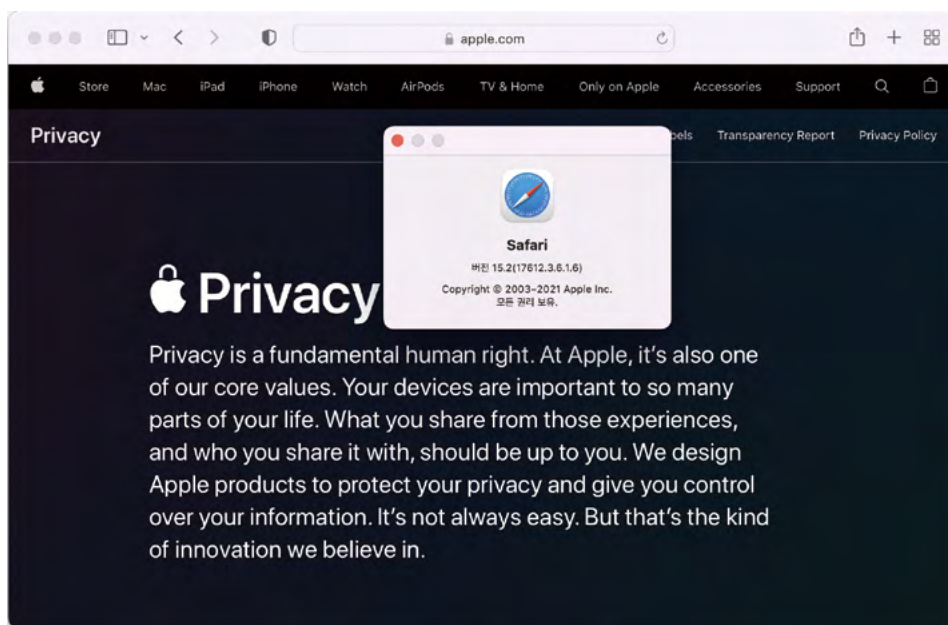 apple.com
Store Mac iPad iPhone Watch AirPods TV & Home Only on Apple Accessories Support
Privacy
Transparency Report Privacy Policy
Safari
버전 15.2(17612.3.6.1.6)
Copyright © 2003–2021 Apple Inc.
모든 권리 보유.
Privacy
Privacy is a fundamental human right. At Apple, it's also one
of our core values. Your devices are important to so many
parts of your life. What you share from those experiences,
and who you share it with, should be up to you. We design
Apple products to protect your privacy and give you control
over your information. It's not always easy. But that's the kind
of innovation we believe in.